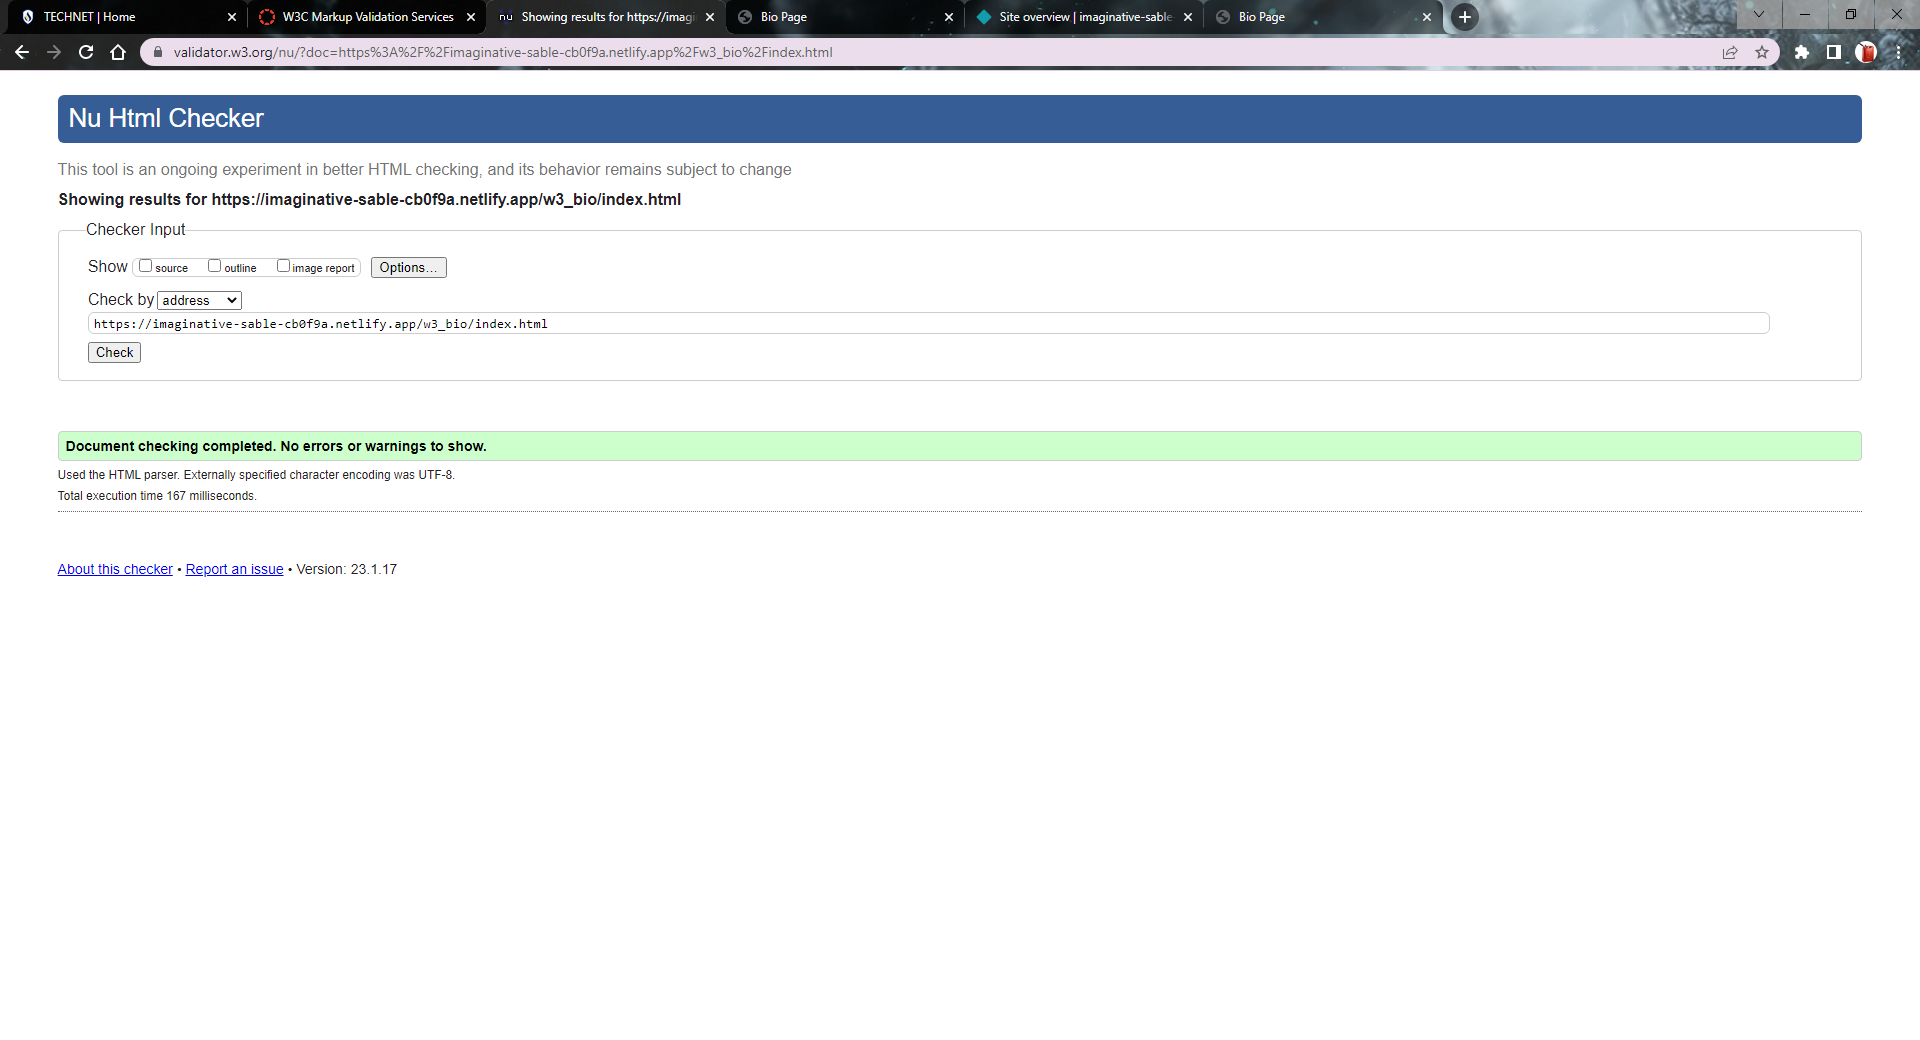 TECHNET | Home
W3C Markup Validation Services
nu Showing results for https://imagi
Bio Page
Site overview | imaginative-sable
Bio Page
validator.w3.org/nu/?doc=https%3A%2F%2Fimaginative-sable-cb0f9a.netlify.app%2Fw3_bio%2Findex.html
Nu Html Checker
This tool is an ongoing experiment in better HTML checking, and its behavior remains subject to change
Showing results for https://imaginative-sable-cb0f9a.netlify.app/w3_bio/index.html
Checker Input
Show source outline image report Options...
Check by address
https://imaginative-sable-cb0f9a.netlify.app/w3_bio/index.html
Check
Document checking completed. No errors or warnings to show.
Used the HTML parser. Externally specified character encoding was UTF-8.
Total execution time 167 milliseconds.
About this checker • Report an issue • Version: 23.1.17